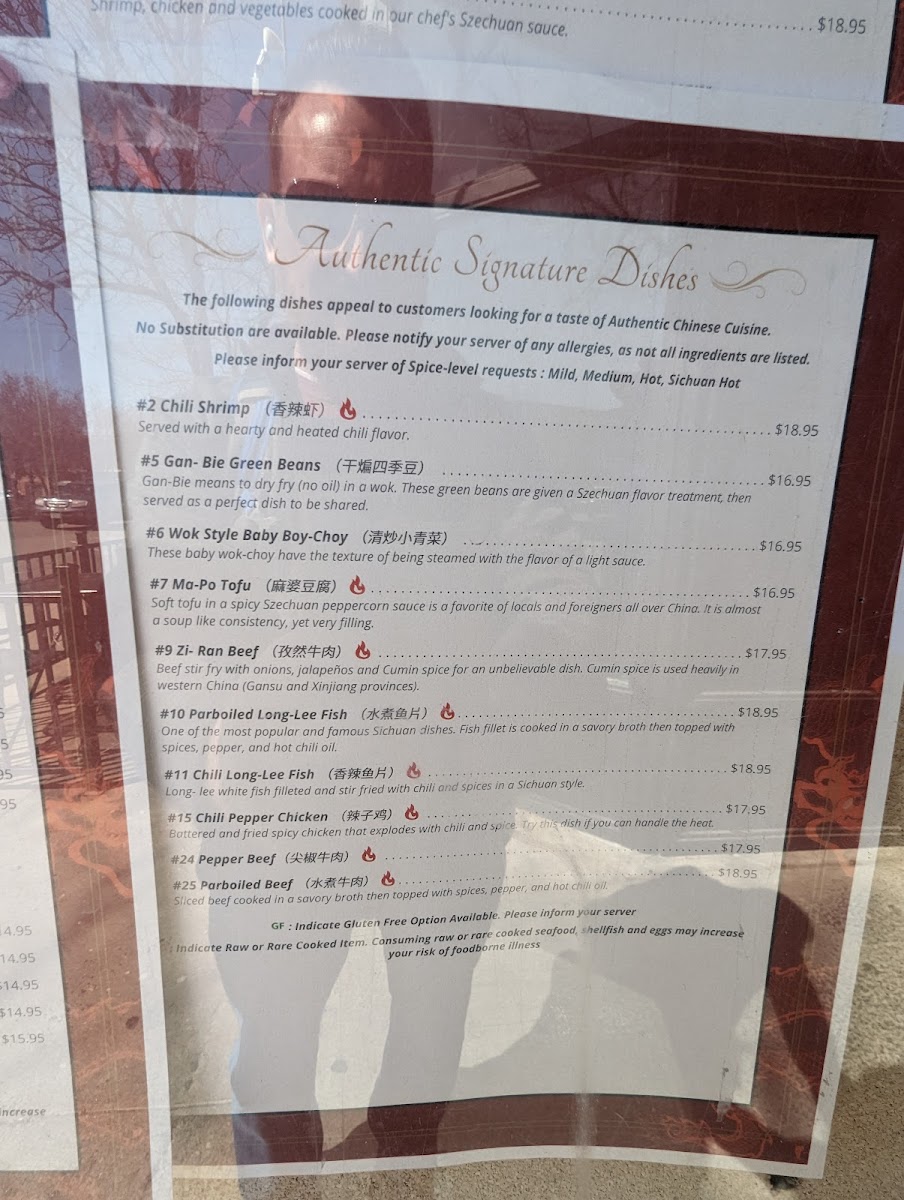 Shrimp, chicken and vegetables cooked in our chef's Szechuan sauce. $18.95
Authentic Signature Dishes
The following dishes appeal to customers looking for a taste of Authentic Chinese Cuisine.
No Substitution are available. Please notify your server of any allergies, as not all ingredients are listed.
Please inform your server of Spice-level requests : Mild, Medium, Hot, Sichuan Hot
#2 Chili Shrimp (香辣虾) $18.95
Served with a hearty and heated chili flavor.
#5 Gan- Bie Green Beans (干煸四季豆) $16.95
Gan-Bie means to dry fry (no oil) in a wok. These green beans are given a Szechuan flavor treatment, then
served as a perfect dish to be shared.
#6 Wok Style Baby Boy-Choy (清炒小青菜) $16.95
These baby wok-choy have the texture of being steamed with the flavor of a light sauce.
#7 Ma-Po Tofu (麻婆豆腐) $16.95
Soft tofu in a spicy Szechuan peppercorn sauce is a favorite of locals and foreigners all over China. It is almost
a soup like consistency, yet very filling.
#9 Zi- Ran Beef (孜然牛肉) $17.95
Beef stir fry with onions, jalapeños and Cumin spice for an unbelievable dish. Cumin spice is used heavily in
western China (Gansu and Xinjiang provinces).
#10 Parboiled Long-Lee Fish (水煮鱼片) $18.95
One of the most popular and famous Sichuan dishes. Fish fillet is cooked in a savory broth then topped with
spices, pepper, and hot chili oil.
#11 Chili Long-Lee Fish (香辣鱼片) $18.95
Long- lee white fish filleted and stir fried with chili and spices in a Sichuan style.
#15 Chili Pepper Chicken (辣子鸡) $17.95
Battered and fried spicy chicken that explodes with chili and spice. Try this dish if you can handle the heat.
#24 Pepper Beef (尖椒牛肉) $17.95
#25 Parboiled Beef (水煮牛肉) $18.95
Sliced beef cooked in a savory broth then topped with spices, pepper, and hot chili oil.
GF : Indicate Gluten Free Option Available. Please inform your server
: Indicate Raw or Rare Cooked Item. Consuming raw or rare cooked seafood, shellfish and eggs may increase
your risk of foodborne illness
5
5
95
95
14.95
14.95
$14.95
$14.95
$15.95
increase